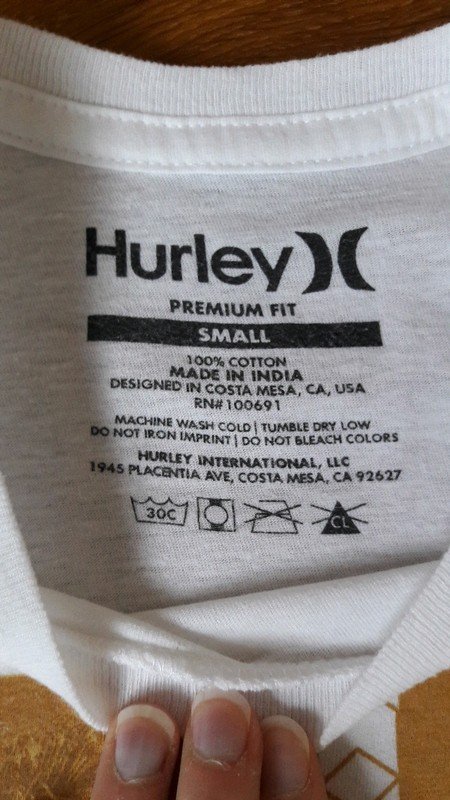 Hurley
PREMIUM FIT
SMALL
100% COTTON
MADE IN INDIA
DESIGNED IN COSTA MESA, CA, USA
RN#100691
MACHINE WASH COLD | TUMBLE DRY LOW
DO NOT IRON IMPRINT | DO NOT BLEACH COLORS
HURLEY INTERNATIONAL, LLC
1945 PLACENTIA AVE, COSTA MESA, CA 92627
30C CL